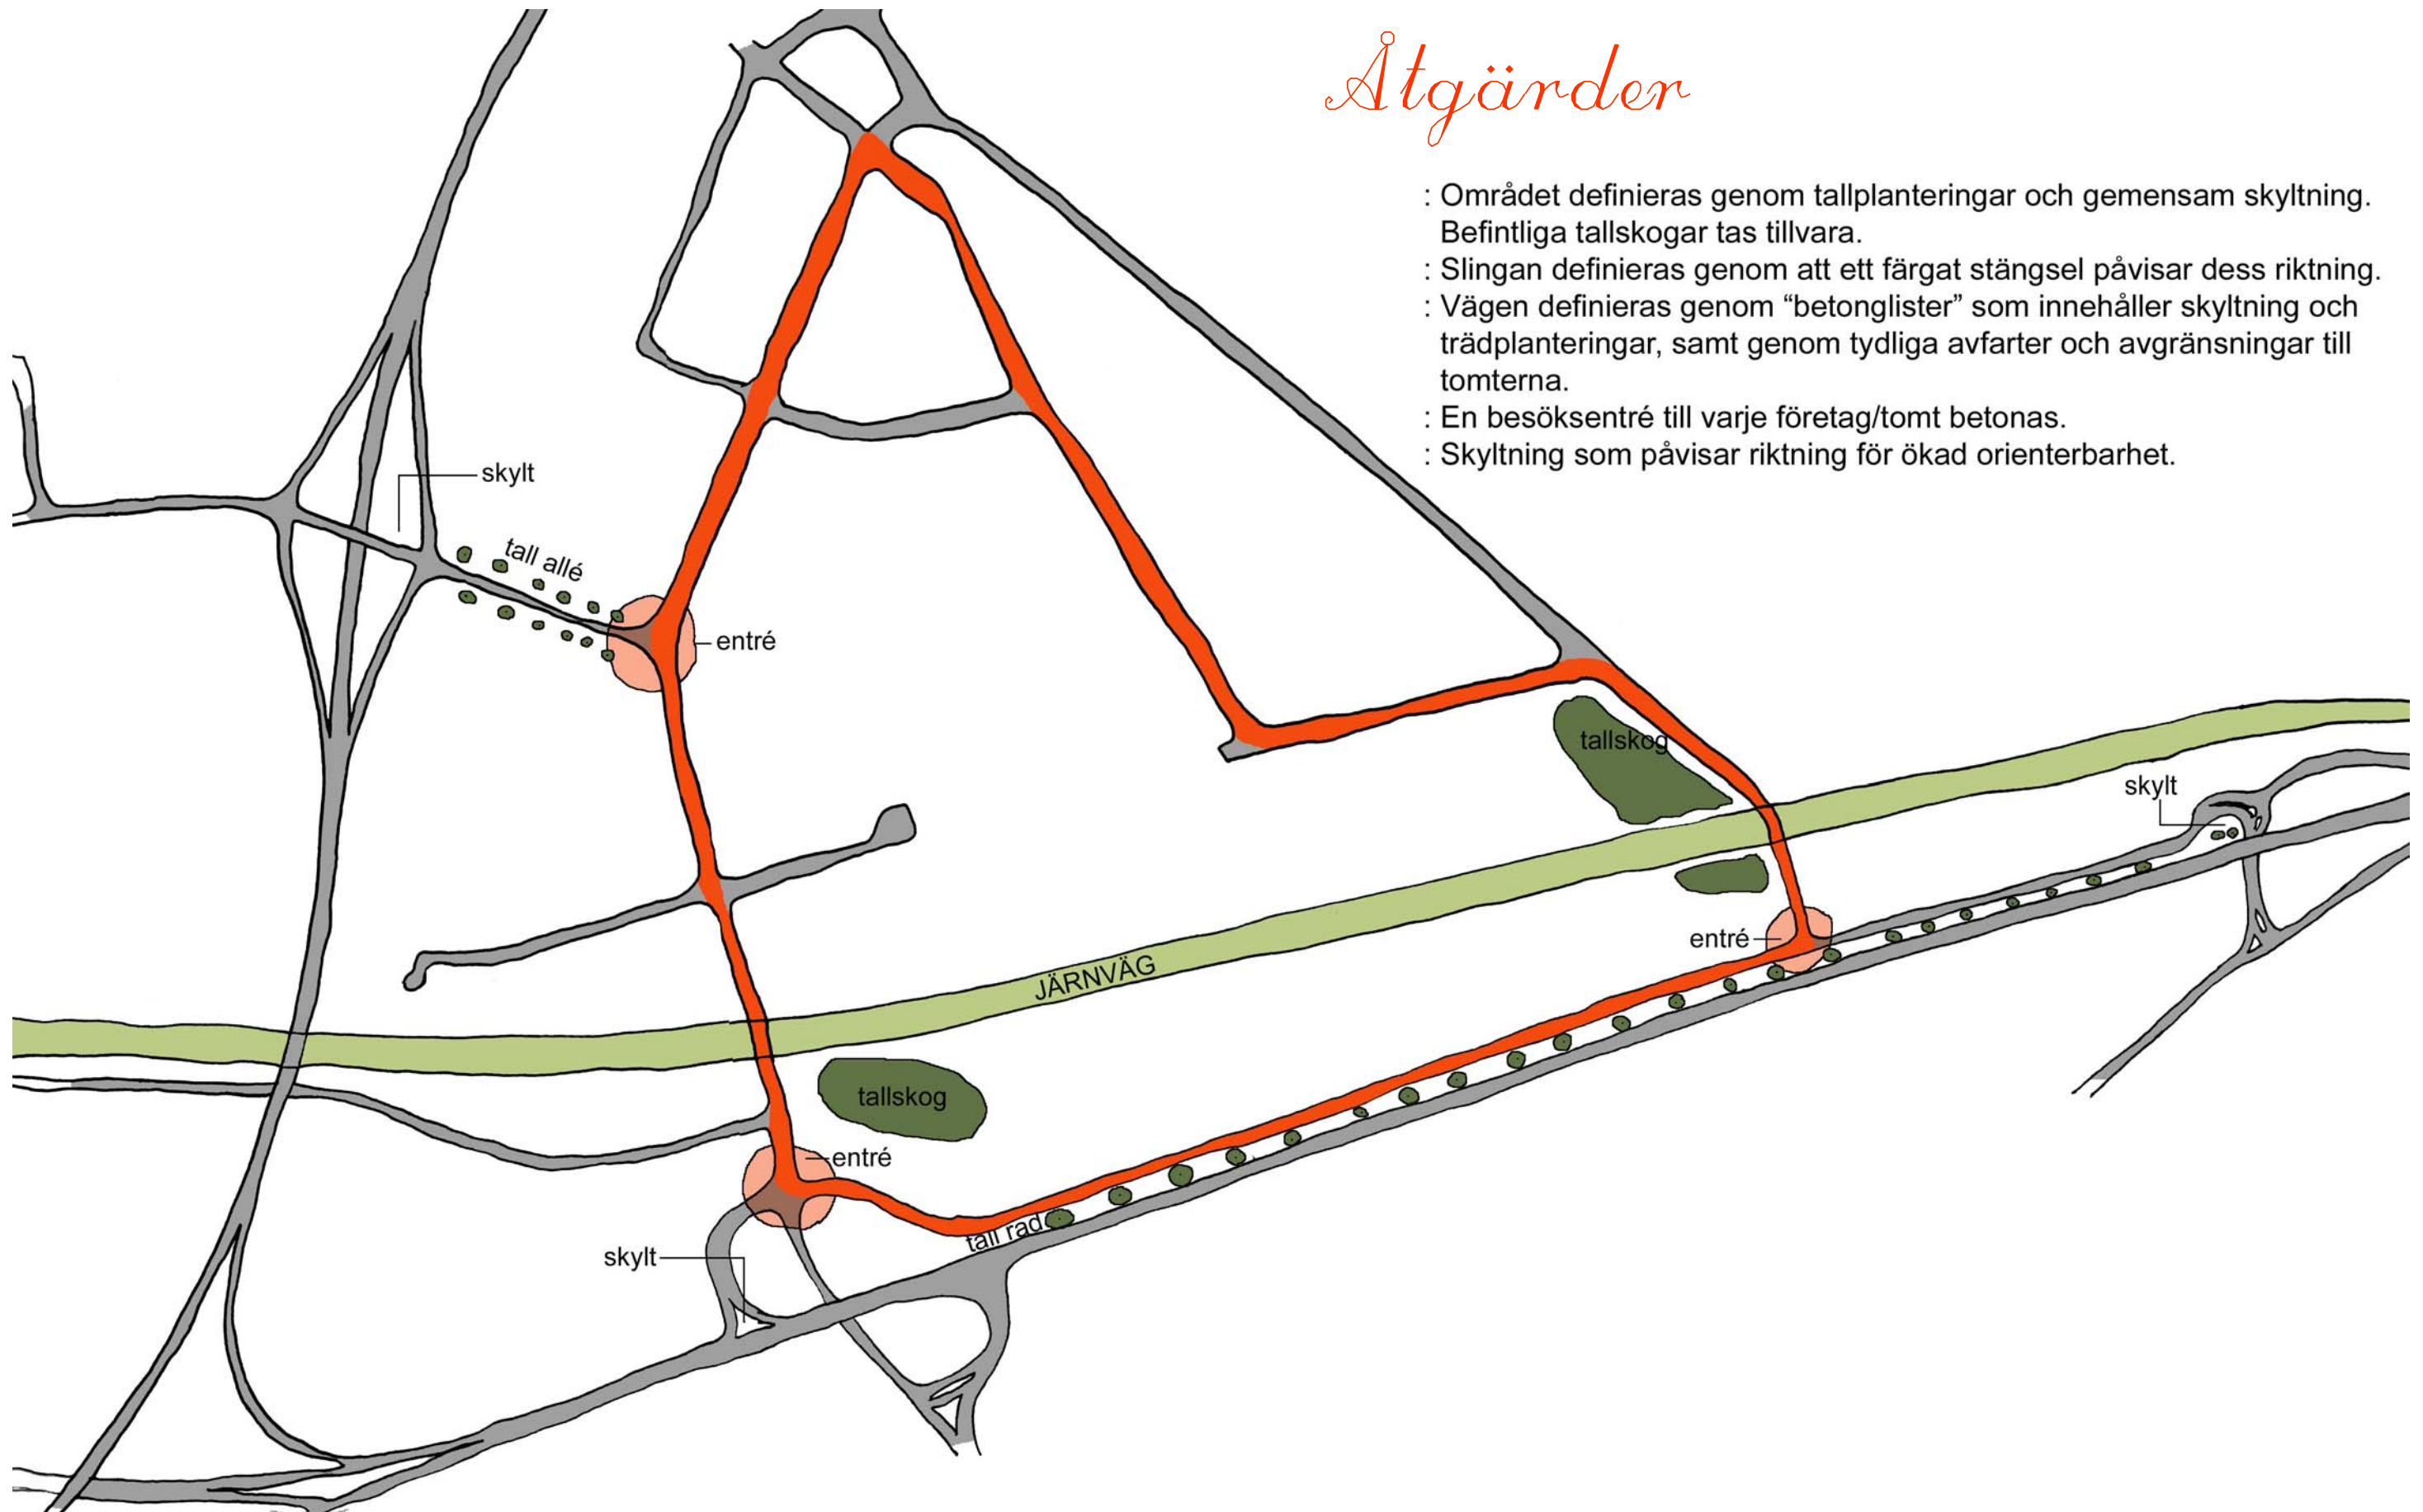 Åtgärder
: Området definieras genom tallplanteringar och gemensam skyltning.
Befintliga tallskogar tas tillvara.
: Slingan definieras genom att ett färgat stängsel påvisar dess riktning.
: Vägen definieras genom “betonglister” som innehåller skyltning och
trädplanteringar, samt genom tydliga avfarter och avgränsningar till
tomterna.
: En besöksentré till varje företag/tomt betonas.
: Skyltning som påvisar riktning för ökad orienterbarhet.
skylt
tall allé
entré
tallskog
skylt
entré
JÄRNVÄG
tallskog
entré
tall rad
skylt